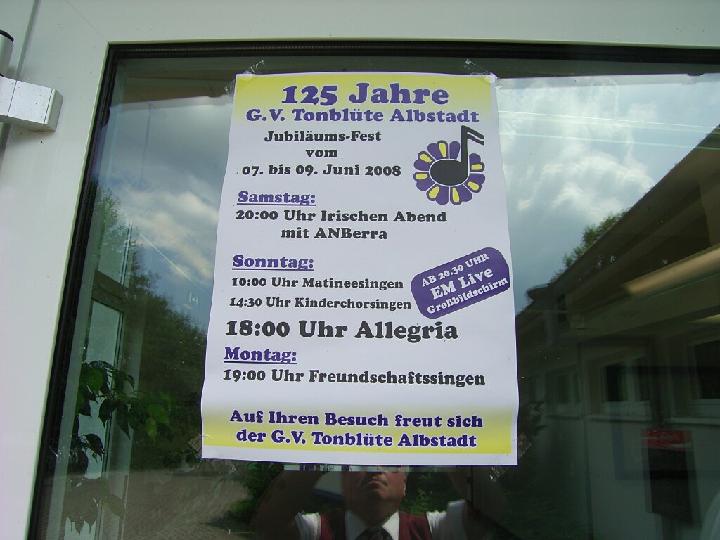 125 Jahre
G.V. Tonblüte Albstadt
Jubiläums-Fest
vom
07. bis 09. Juni 2008
Samstag:
20:00 Uhr Irischen Abend
mit ANBerra
Sonntag:
10:00 Uhr Matineesingen
14:30 Uhr Kinderchorsingen
AB 20.30 UHR
EM Live
Großbildschirm
18:00 Uhr Allegria
Montag:
19:00 Uhr Freundschaftssingen
Auf Ihren Besuch freut sich
der G.V. Tonblüte Albstadt